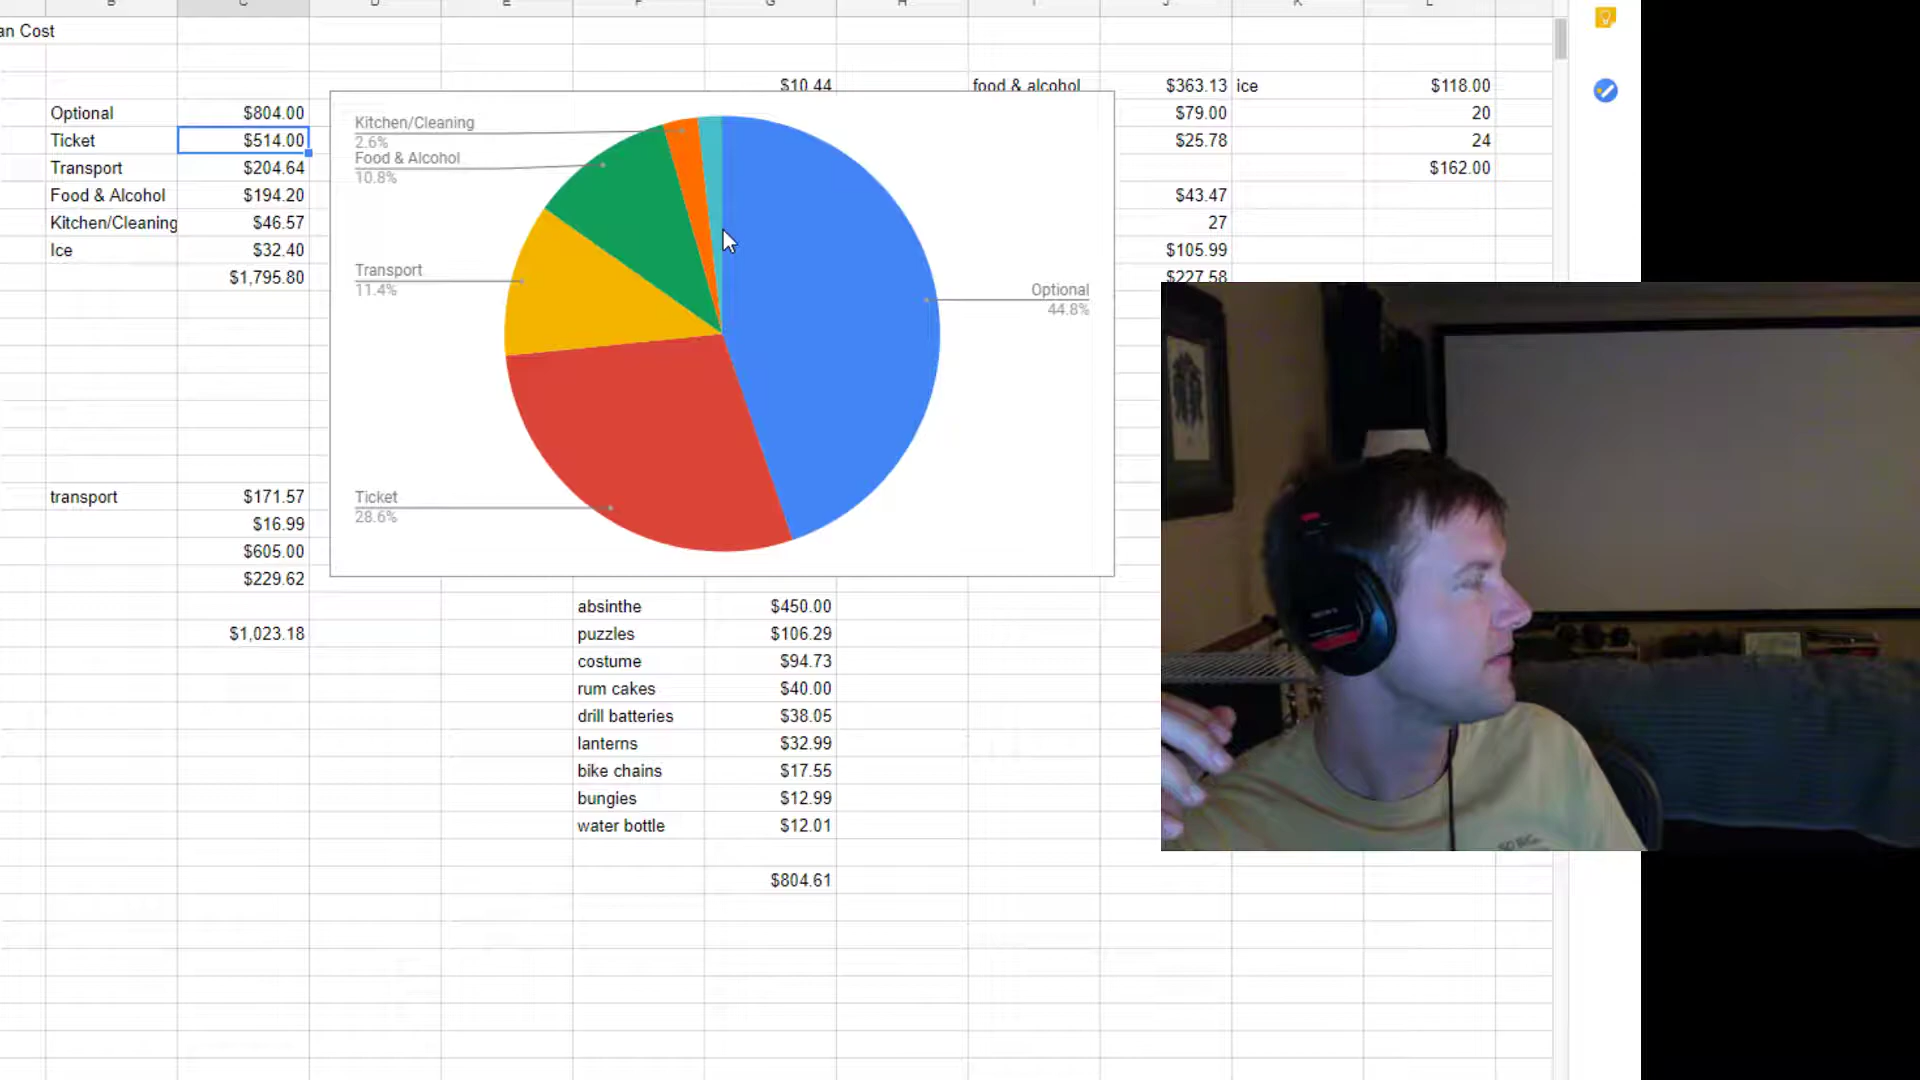 an Cost
$10.44 food & alcohol $363.13 ice $118.00
Optional $804.00 $79.00 20
Ticket $514.00 $25.78 24
Transport $204.64 $162.00
Food & Alcohol $194.20 $43.47
Kitchen/Cleaning $46.57 27
Ice $32.40 $105.99
$1,795.80 $227.58
Kitchen/Cleaning
2.6%
Food & Alcohol
10.8%
Transport
11.4%
Optional
44.8%
Ticket
28.6%
transport $171.57
$16.99
$605.00
$229.62
absinthe $450.00
$1,023.18 puzzles $106.29
costume $94.73
rum cakes $40.00
drill batteries $38.05
lanterns $32.99
bike chains $17.55
bungies $12.99
water bottle $12.01
$804.61